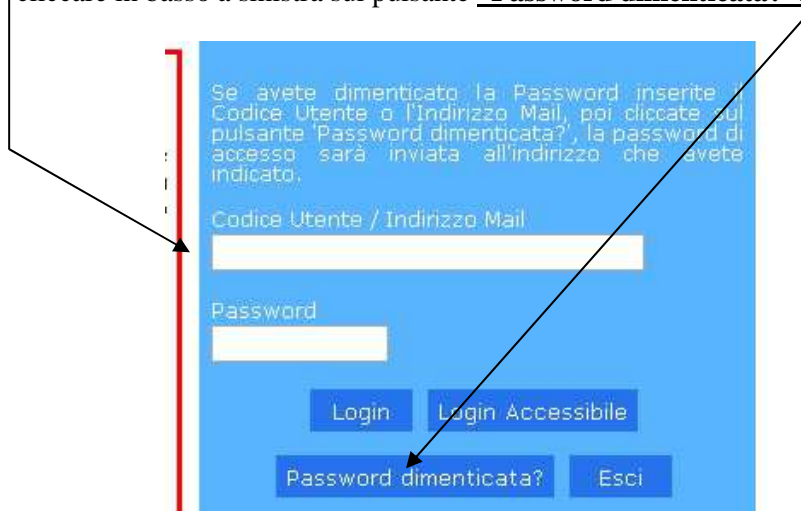 cliccare in basso a sinistra sul pulsante "Password dimenticata?"
Se avete dimenticato la Password inserite il
Codice Utente o l'Indirizzo Mail, poi cliccate sul
pulsante 'Password dimenticata?', la password di
accesso sarà inviata all'indirizzo che avete
indicato.
Codice Utente / Indirizzo Mail
Password
Login Login Accessibile
Password dimenticata? Esci